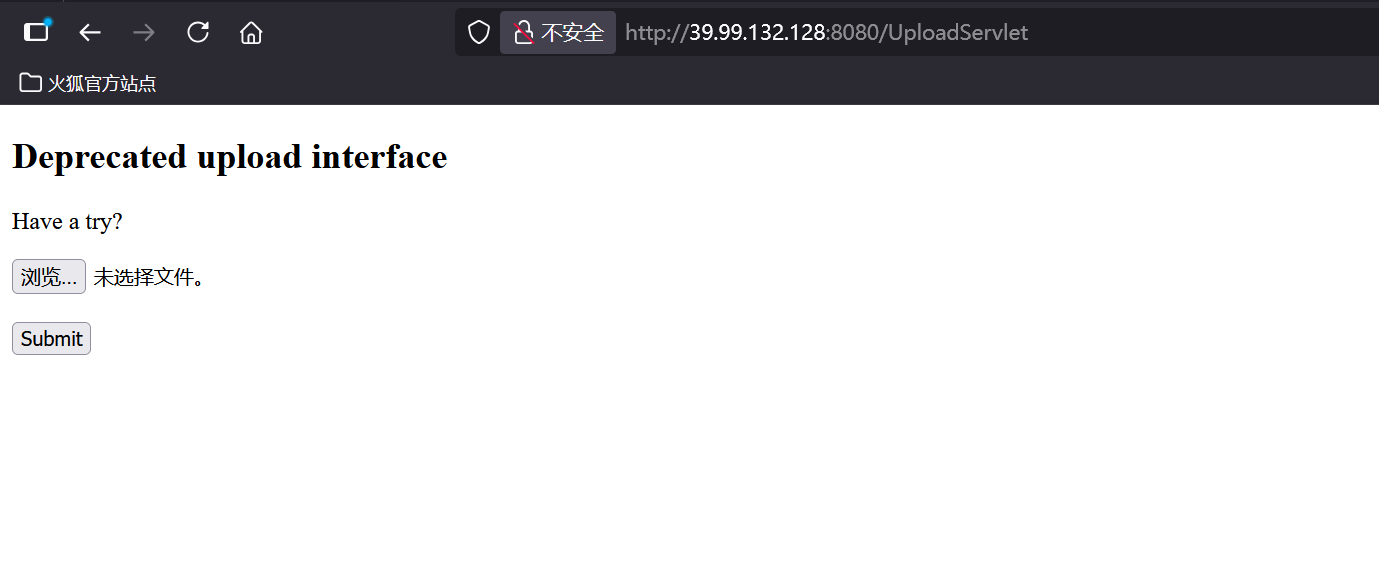 不安全 http://39.99.132.128:8080/UploadServlet
火狐官方站点
Deprecated upload interface
Have a try?
浏览... 未选择文件。
Submit